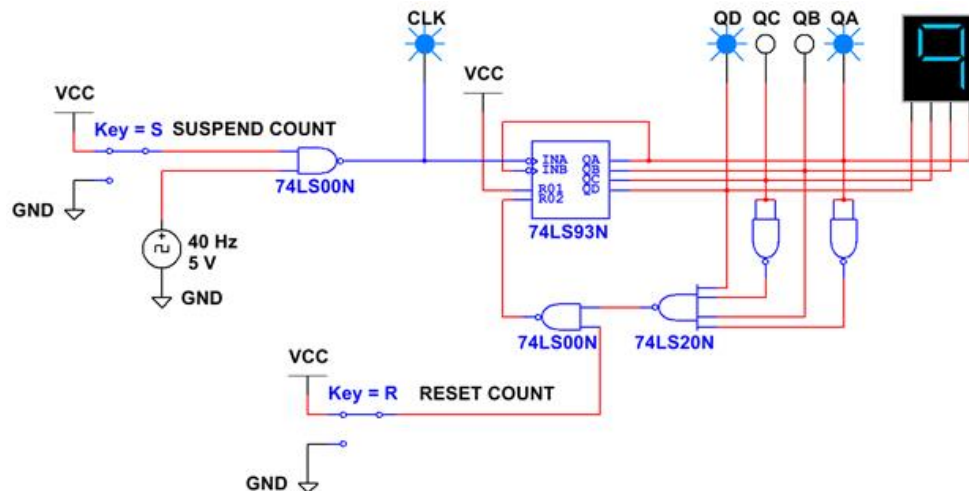 CLK
QD QC QB QA
9
VCC
VCC
Key = S SUSPEND COUNT
74LS00N
GND
INA QA
INB QB
QC
R01 QD
R02
74LS93N
40 Hz
5 V
GND
74LS00N
74LS20N
VCC
Key = R RESET COUNT
GND